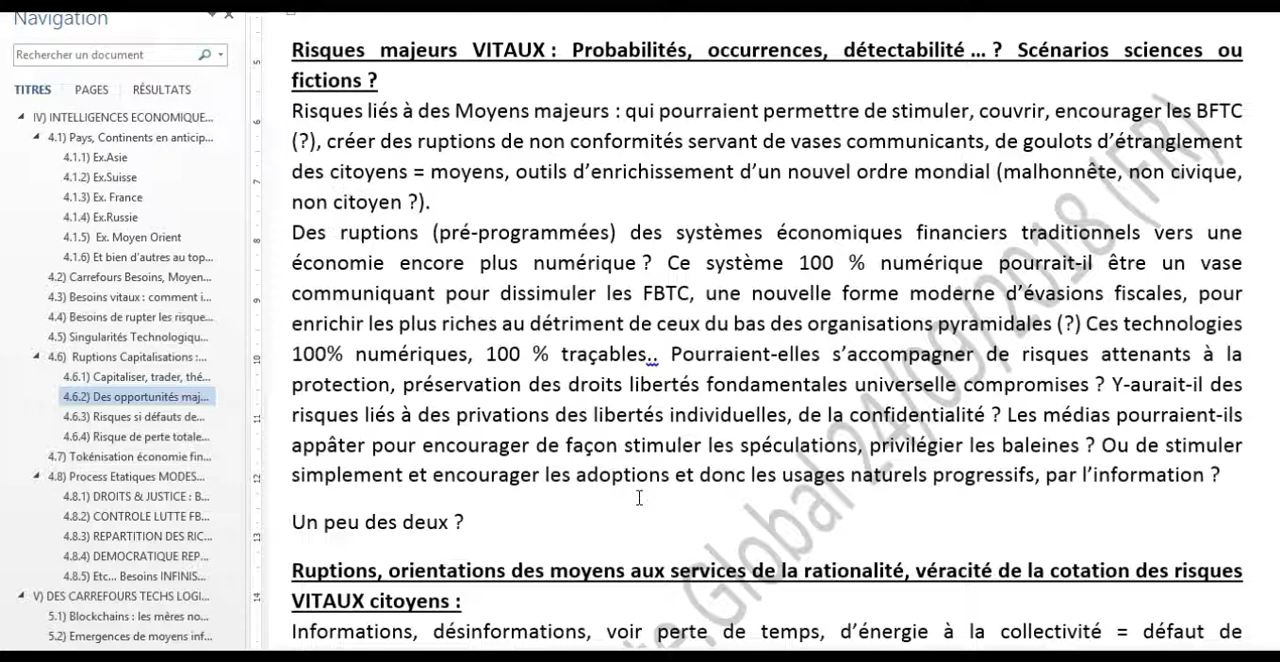 Navigation
Rechercher un document
TITRES PAGES RÉSULTATS
IV) INTELLIGENCES ECONOMIQUE...
4.1) Pays, Continents en anticip...
4.1.1) Ex.Asie
4.1.2) Ex.Suisse
4.1.3) Ex. France
4.1.4) Ex.Russie
4.1.5) Ex. Moyen Orient
4.1.6) Et bien d'autres au top...
4.2) Carrefours Besoins, Moyen...
4.3) Besoins vitaux : comment i...
4.4) Besoins de rupter les risque...
4.5) Singularités Technologiqu...
4.6) Ruptions Capitalisations :...
4.6.1) Capitaliser, trader, thé...
4.6.2) Des opportunités maj...
4.6.3) Risques si défauts de...
4.6.4) Risque de perte totale...
4.7) Tokénisation économie fin...
4.8) Process Etatiques MODES...
4.8.1) DROITS & JUSTICE : B...
4.8.2) CONTROLE LUTTE FB...
4.8.3) REPARTITION DES RIC...
4.8.4) DEMOCRATIQUE REP...
4.8.5) Etc... Besoins INFINIS...
V) DES CARREFOURS TECHS LOGI...
5.1) Blockchains : les mères no...
5.2) Emergences de moyens inf...
5
6
7
8
9
10
11
12
13
14
Risques majeurs VITAUX : Probabilités, occurrences, détectabilité ... ? Scénarios sciences ou
fictions ?
Risques liés à des Moyens majeurs : qui pourraient permettre de stimuler, couvrir, encourager les BFTC
(?), créer des ruptions de non conformités servant de vases communicants, de goulots d'étranglement
des citoyens = moyens, outils d'enrichissement d'un nouvel ordre mondial (malhonnête, non civique,
non citoyen ?).
Des ruptions (pré-programmées) des systèmes économiques financiers traditionnels vers une
économie encore plus numérique ? Ce système 100 % numérique pourrait-il être un vase
communiquant pour dissimuler les FBTC, une nouvelle forme moderne d'évasions fiscales, pour
enrichir les plus riches au détriment de ceux du bas des organisations pyramidales (?) Ces technologies
100% numériques, 100 % traçables.. Pourraient-elles s'accompagner de risques attenants à la
protection, préservation des droits libertés fondamentales universelle compromises ? Y-aurait-il des
risques liés à des privations des libertés individuelles, de la confidentialité ? Les médias pourraient-ils
appâter pour encourager de façon stimuler les spéculations, privilégier les baleines ? Ou de stimuler
simplement et encourager les adoptions et donc les usages naturels progressifs, par l'information ?
Un peu des deux ?
Ruptions, orientations des moyens aux services de la rationalité, véracité de la cotation des risques
VITAUX citoyens :
Informations, désinformations, voir perte de temps, d'énergie à la collectivité = défaut de
Global 24/09/2018 (FR)